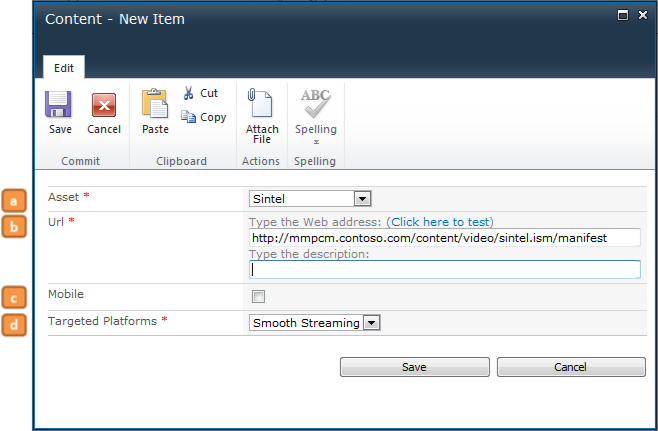 Content - New Item
Edit
Save Cancel Paste Cut Copy Attach File ABC Spelling
Commit Clipboard Actions Spelling
a Asset * Sintel
b Url * Type the Web address: (Click here to test)
http://mmpcm.contoso.com/content/video/sintel.ism/manifest
Type the description:
c Mobile
d Targeted Platforms * Smooth Streaming
Save Cancel